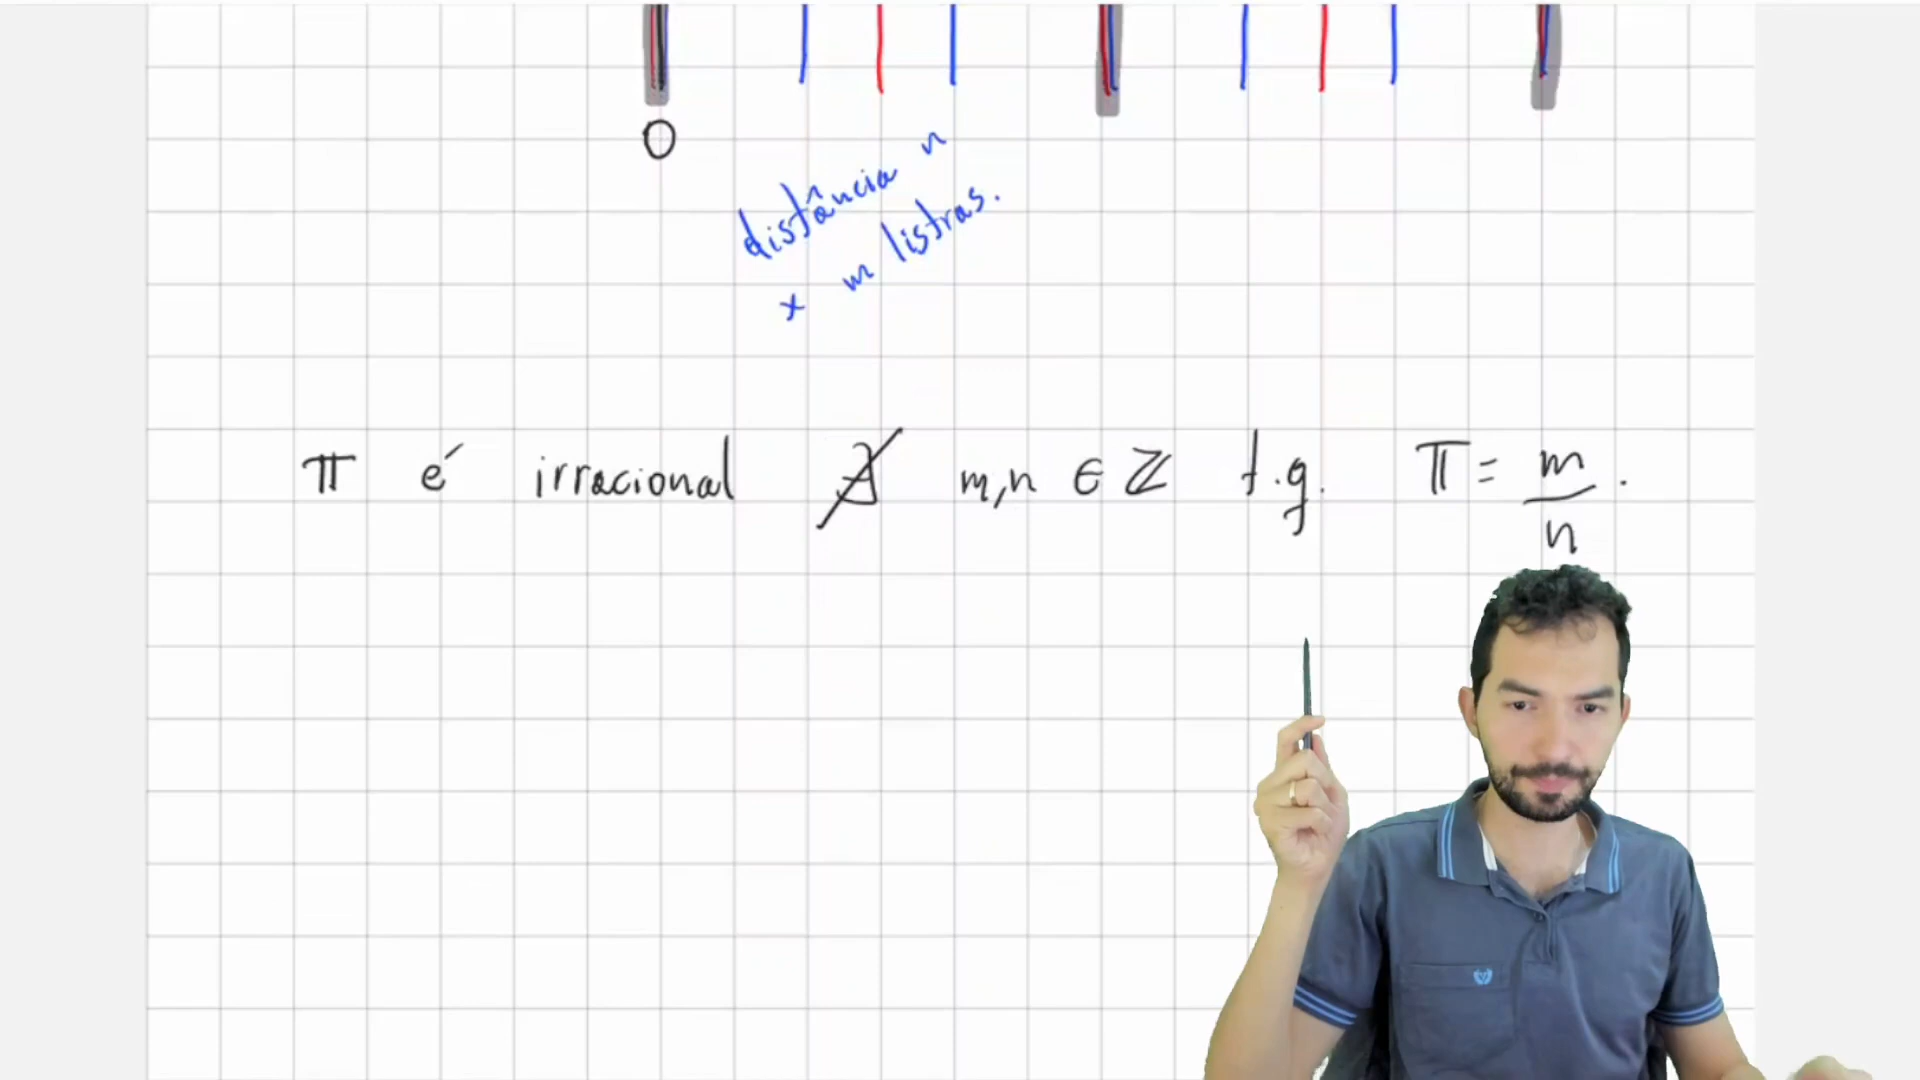 0
distância n
x m listras.
π é irracional ∄ m,n ∈ ℤ t.q. π = m/n.